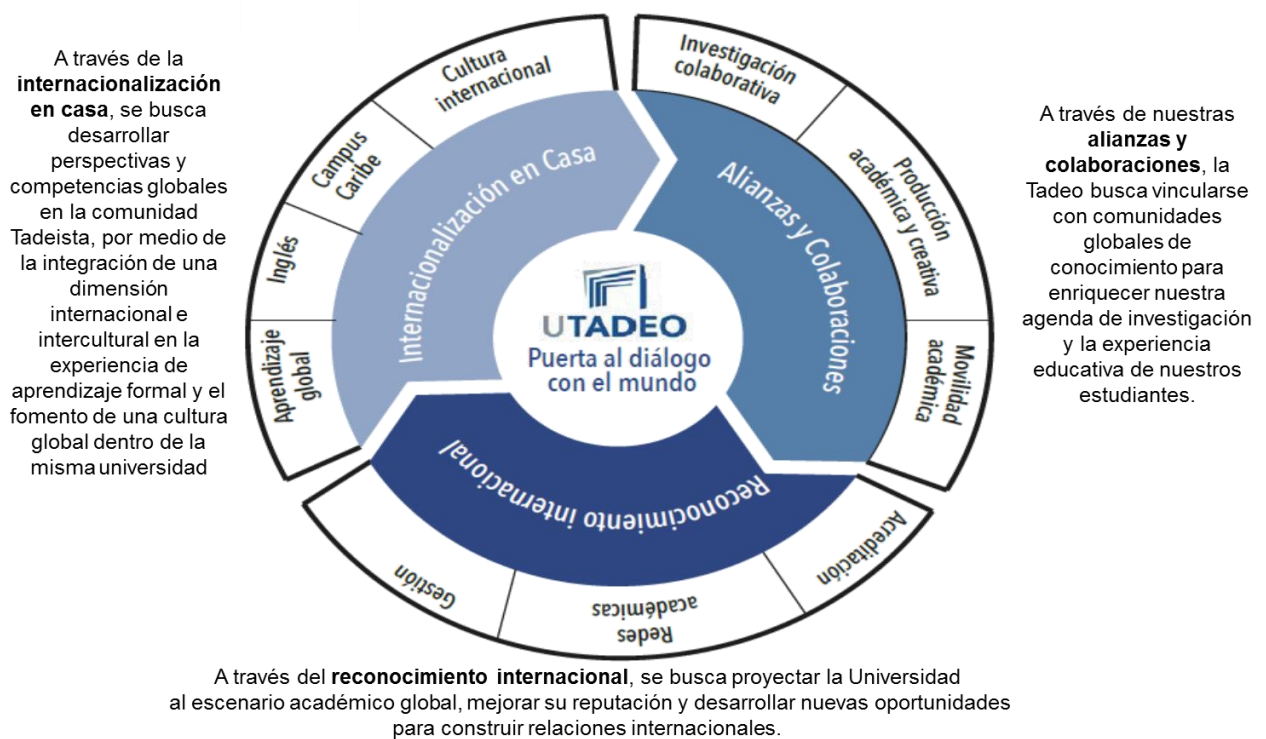 A través de la
internacionalización
en casa, se busca
desarrollar
perspectivas y
competencias globales
en la comunidad
Tadeista, por medio de
la integración de una
dimensión
internacional e
intercultural en la
experiencia de
aprendizaje formal y el
fomento de una cultura
global dentro de la
misma universidad
Aprendizaje
global
Inglés
Campus
Caribe
Cultura
internacional
Internacionalización en Casa
Investigación
colaborativa
Producción
académica y creativa
Movilidad
académica
Alianzas y Colaboraciones
UTADEO
Puerta al diálogo
con el mundo
Reconocimiento internacional
Acreditación
Redes
académicas
Gestión
A través de nuestras
alianzas y
colaboraciones, la
Tadeo busca vincularse
con comunidades
globales de
conocimiento para
enriquecer nuestra
agenda de investigación
y la experiencia
educativa de nuestros
estudiantes.
A través del reconocimiento internacional, se busca proyectar la Universidad
al escenario académico global, mejorar su reputación y desarrollar nuevas oportunidades
para construir relaciones internacionales.